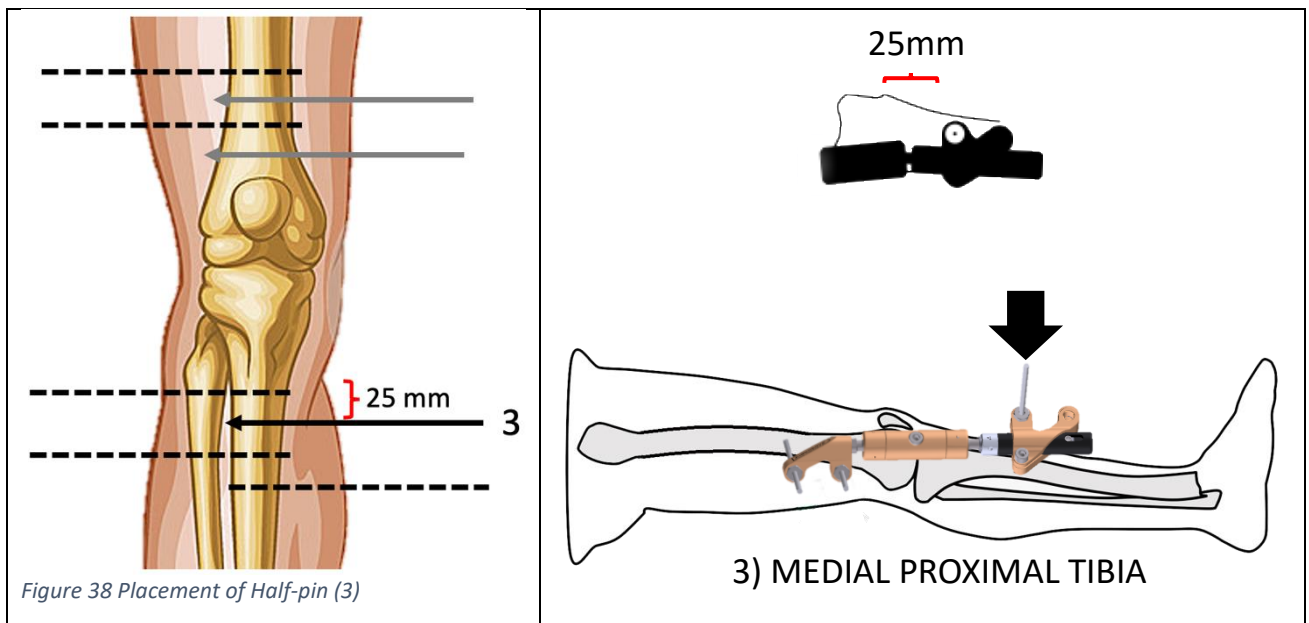 25 mm
3
Figure 38 Placement of Half-pin (3)
25mm
3) MEDIAL PROXIMAL TIBIA